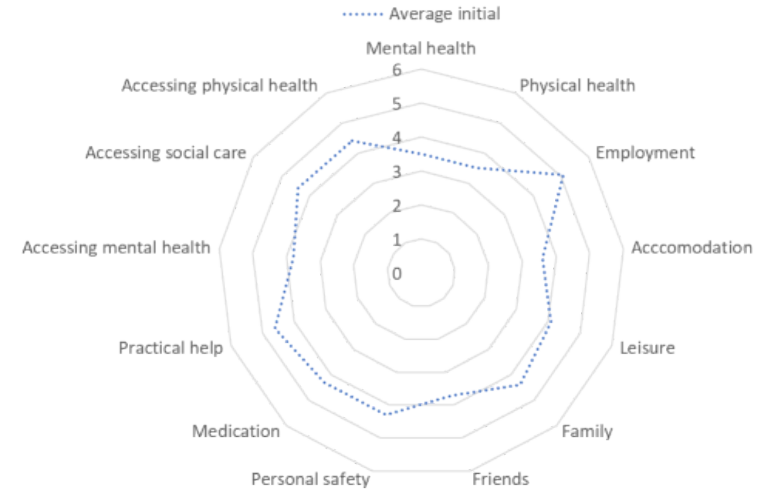 Average initial
Mental health
Physical health
Employment
Acccomodation
Leisure
Family
Friends
Personal safety
Medication
Practical help
Accessing mental health
Accessing social care
Accessing physical health
6
5
4
3
2
1
0